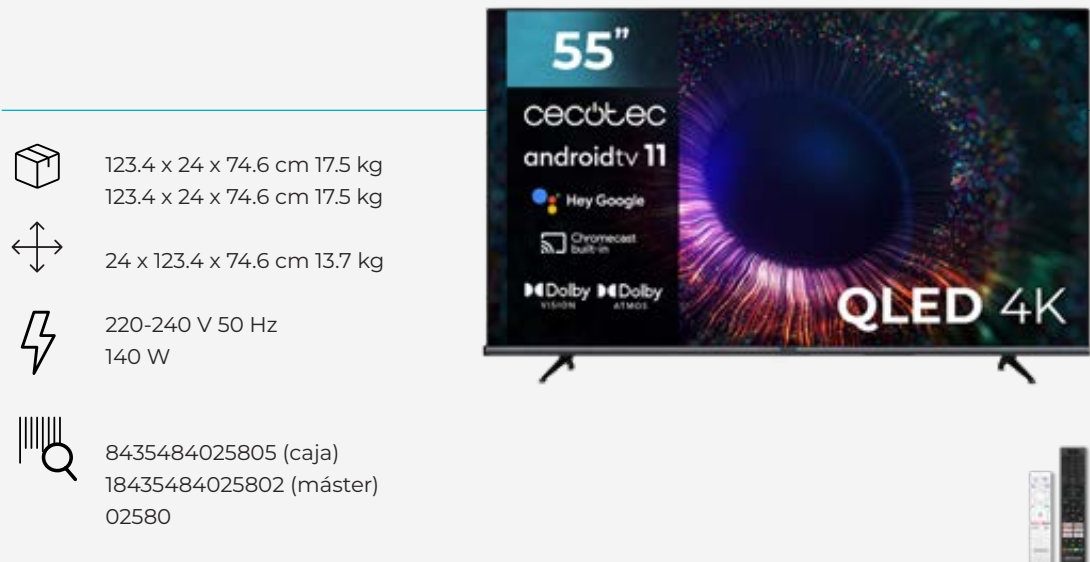 123.4 x 24 x 74.6 cm 17.5 kg
123.4 x 24 x 74.6 cm 17.5 kg
24 x 123.4 x 74.6 cm 13.7 kg
220-240 V 50 Hz
140 W
8435484025805 (caja)
18435484025802 (máster)
02580
55”
cecotec
androidtv 11
Hey Google
Chromecast
built-in
Dolby Dolby
VISION ATMOS
QLED 4K